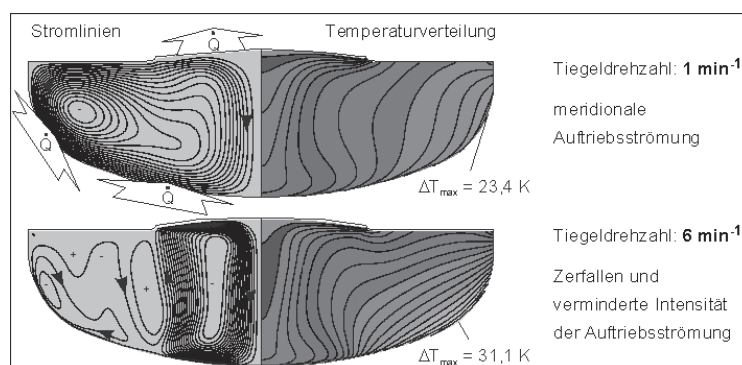 Stromlinien
Temperaturverteilung
Q̇
Tiegeldrehzahl: 1 min⁻¹
meridionale
Auftriebsströmung
Q̇
Q̇
ΔTmax = 23,4 K
Tiegeldrehzahl: 6 min⁻¹
Zerfallen und
verminderte Intensität
der Auftriebsströmung
ΔTmax = 31,1 K